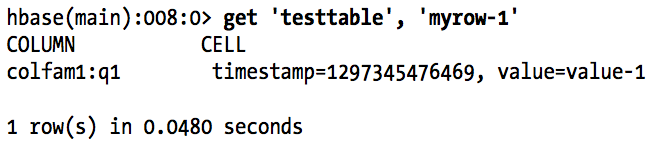 hbase(main):008:0> get 'testtable', 'myrow-1'
COLUMN CELL
colfam1:q1 timestamp=1297345476469, value=value-1
1 row(s) in 0.0480 seconds